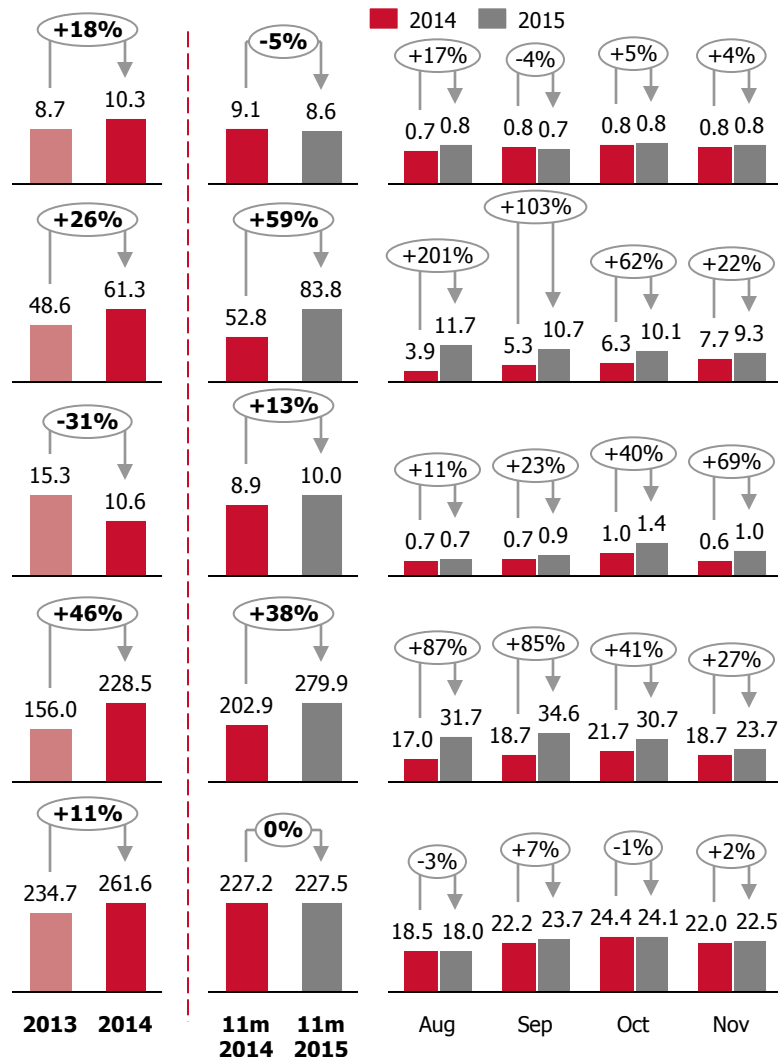 2014 2015
+18% -5% +17% -4% +5% +4%
8.7 10.3 9.1 8.6 0.7 0.8 0.8 0.7 0.8 0.8 0.8 0.8
+26% +59% +201% +103% +62% +22%
48.6 61.3 52.8 83.8 3.9 11.7 5.3 10.7 6.3 10.1 7.7 9.3
-31% +13% +11% +23% +40% +69%
15.3 10.6 8.9 10.0 0.7 0.7 0.7 0.9 1.0 1.4 0.6 1.0
+46% +38% +87% +85% +41% +27%
156.0 228.5 202.9 279.9 17.0 31.7 18.7 34.6 21.7 30.7 18.7 23.7
+11% 0% -3% +7% -1% +2%
234.7 261.6 227.2 227.5 18.5 18.0 22.2 23.7 24.4 24.1 22.0 22.5
2013 2014 11m 11m Aug Sep Oct Nov
2014 2015